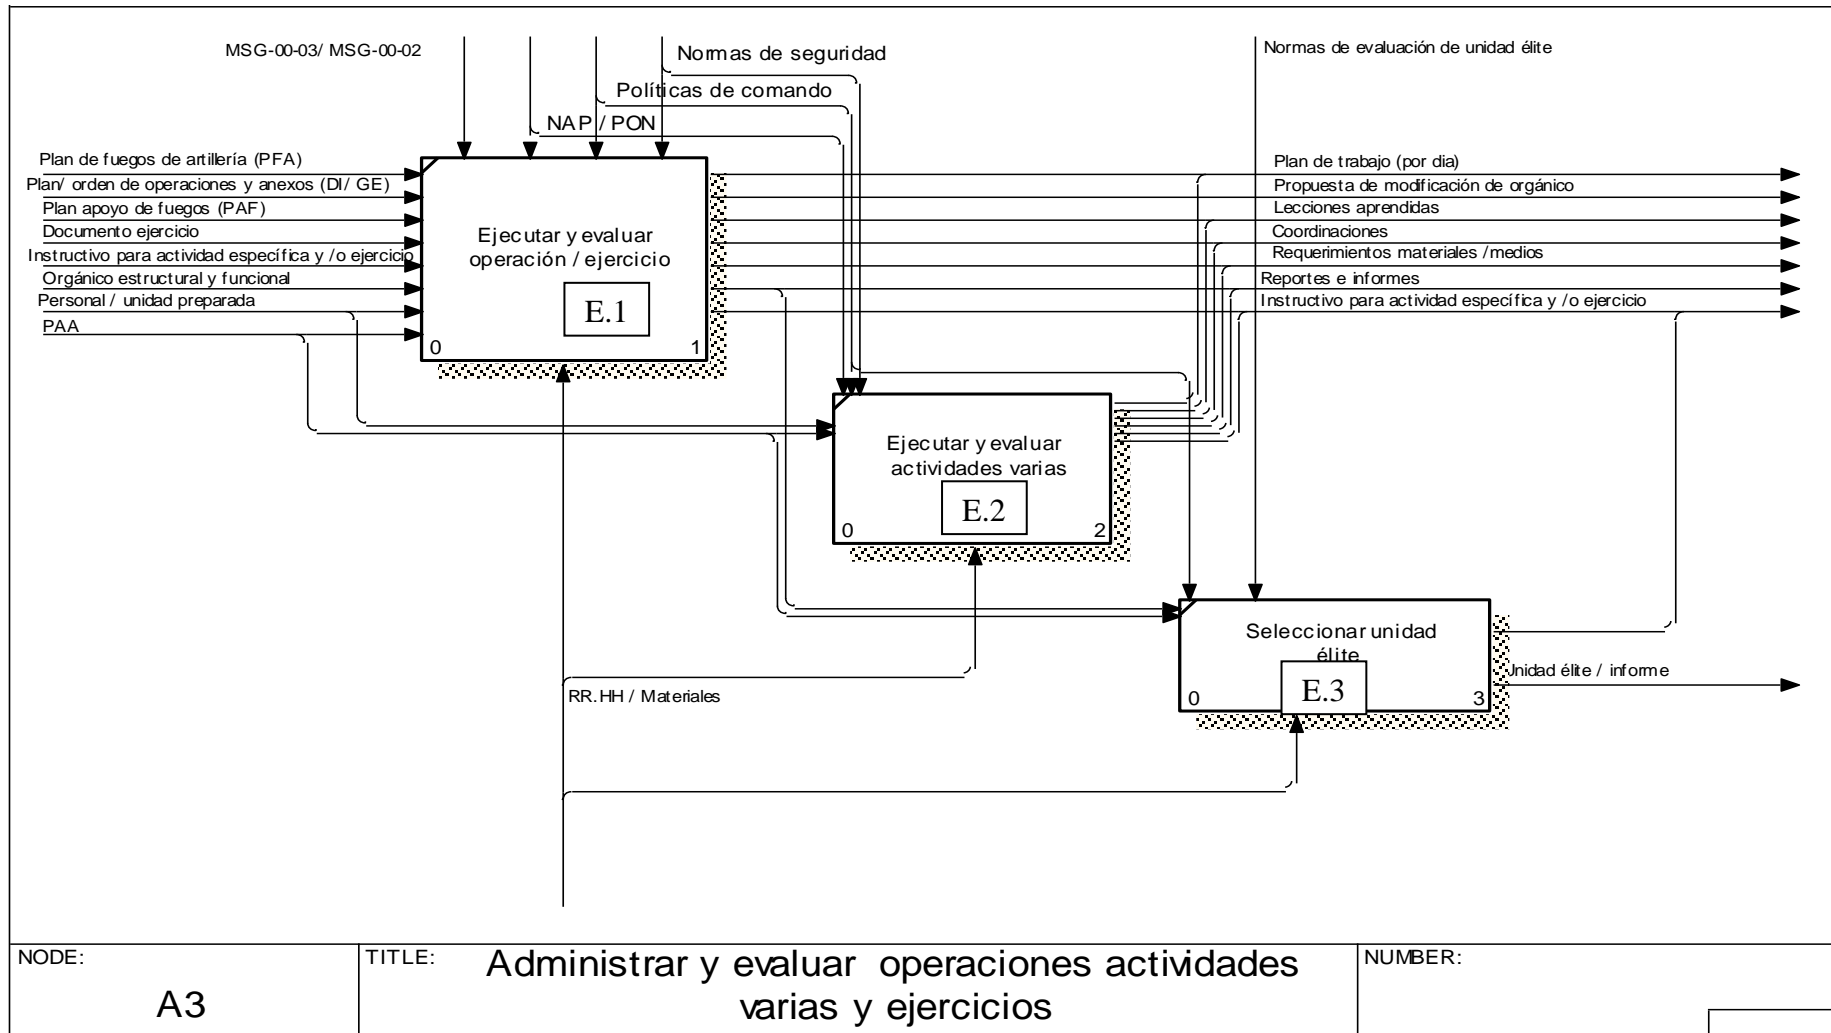 MSG-00-03/ MSG-00-02
Normas de seguridad
Normas de evaluación de unidad élite
Políticas de comando
NAP / PON
Plan de fuegos de artillería (PFA)
Plan/ orden de operaciones y anexos (DI/ GE)
Plan apoyo de fuegos (PAF)
Documento ejercicio
Instructivo para actividad específica y /o ejercicio
Orgánico estructural y funcional
Personal / unidad preparada
PAA
Ejecutar y evaluar
operación / ejercicio
E.1
0
1
Plan de trabajo (por dia)
Propuesta de modificación de orgánico
Lecciones aprendidas
Coordinaciones
Requerimientos materiales /medios
Reportes e informes
Instructivo para actividad específica y /o ejercicio
Ejecutar y evaluar
actividades varias
E.2
0
2
Seleccionar unidad
élite
E.3
0
3
Unidad élite / informe
RR.HH / Materiales
NODE:
A3
TITLE:
Administrar y evaluar operaciones actividades
varias y ejercicios
NUMBER: